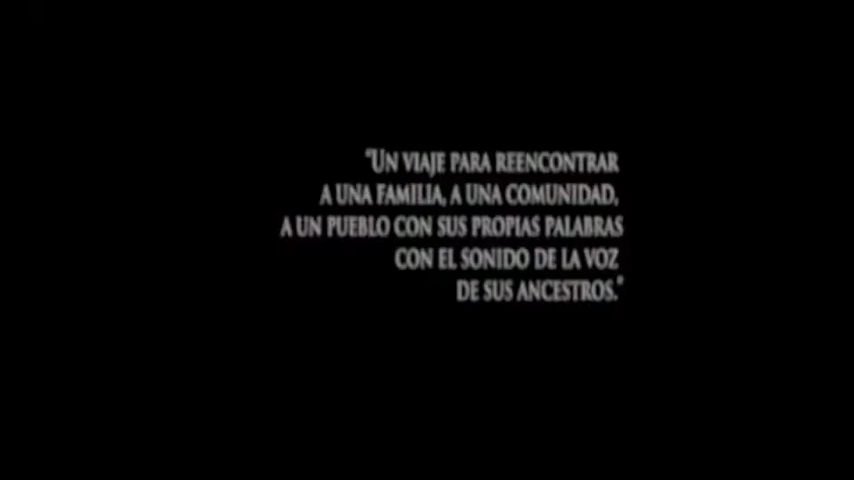 "UN VIAJE PARA REENCONTRAR
A UNA FAMILIA, A UNA COMUNIDAD,
A UN PUEBLO CON SUS PROPIAS PALABRAS
CON EL SONIDO DE LA VOZ
DE SUS ANCESTROS."